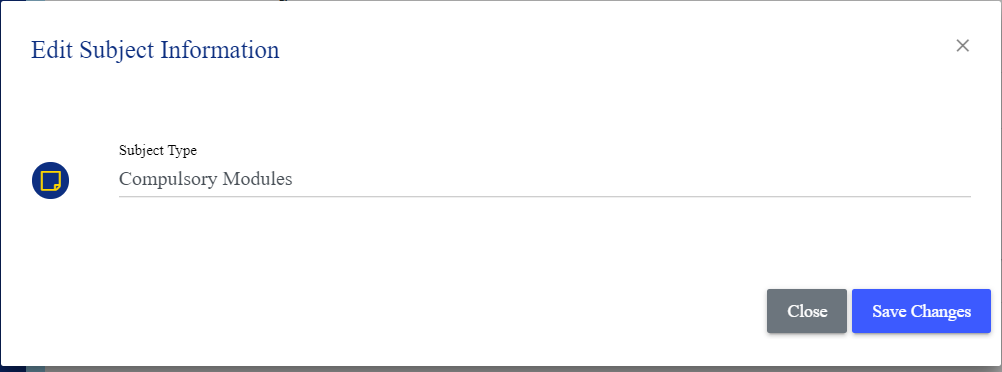 Edit Subject Information
Subject Type
Compulsory Modules
Close
Save Changes